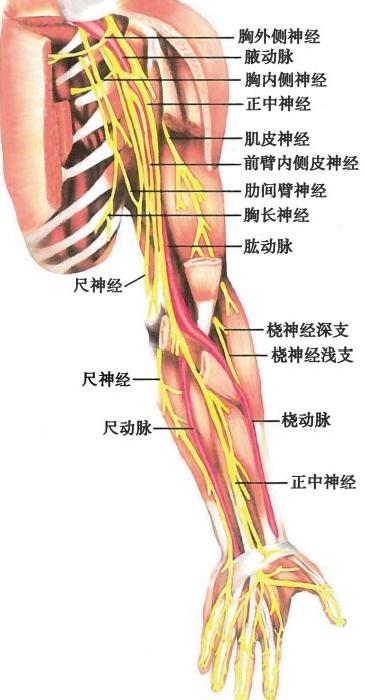 胸外侧神经
腋动脉
胸内侧神经
正中神经
肌皮神经
前臂内侧皮神经
肋间臂神经
胸长神经
肱动脉
尺神经
桡神经深支
桡神经浅支
尺神经
桡动脉
尺动脉
正中神经